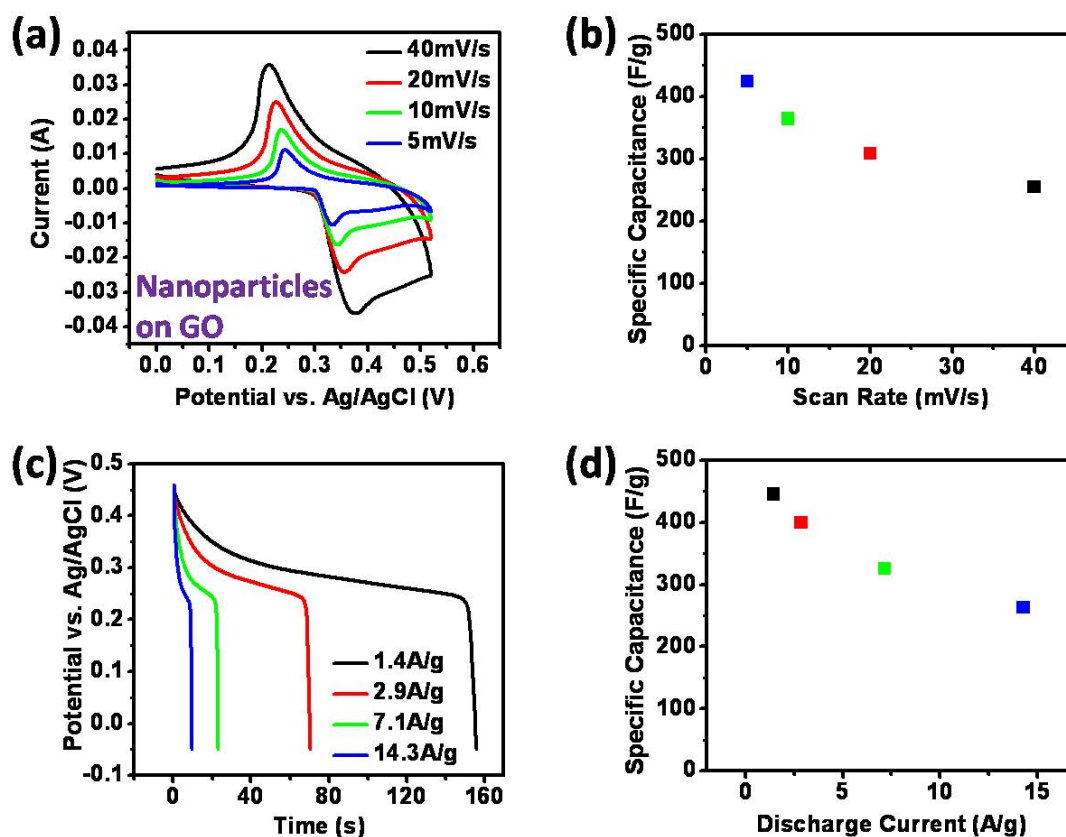 (a)
0.04
0.03
0.02
0.01
0.00
-0.01
-0.02
-0.03
-0.04
Current (A)
40mV/s
20mV/s
10mV/s
5mV/s
Nanoparticles
on GO
0.0 0.1 0.2 0.3 0.4 0.5 0.6
Potential vs. Ag/AgCl (V)
(b)
500
400
300
200
100
0
Specific Capacitance (F/g)
0 10 20 30 40
Scan Rate (mV/s)
(c)
0.5
0.4
0.3
0.2
0.1
0.0
-0.1
Potential vs. Ag/AgCl (V)
1.4A/g
2.9A/g
7.1A/g
14.3A/g
0 40 80 120 160
Time (s)
(d)
500
400
300
200
100
0
Specific Capacitance (F/g)
0 5 10 15
Discharge Current (A/g)